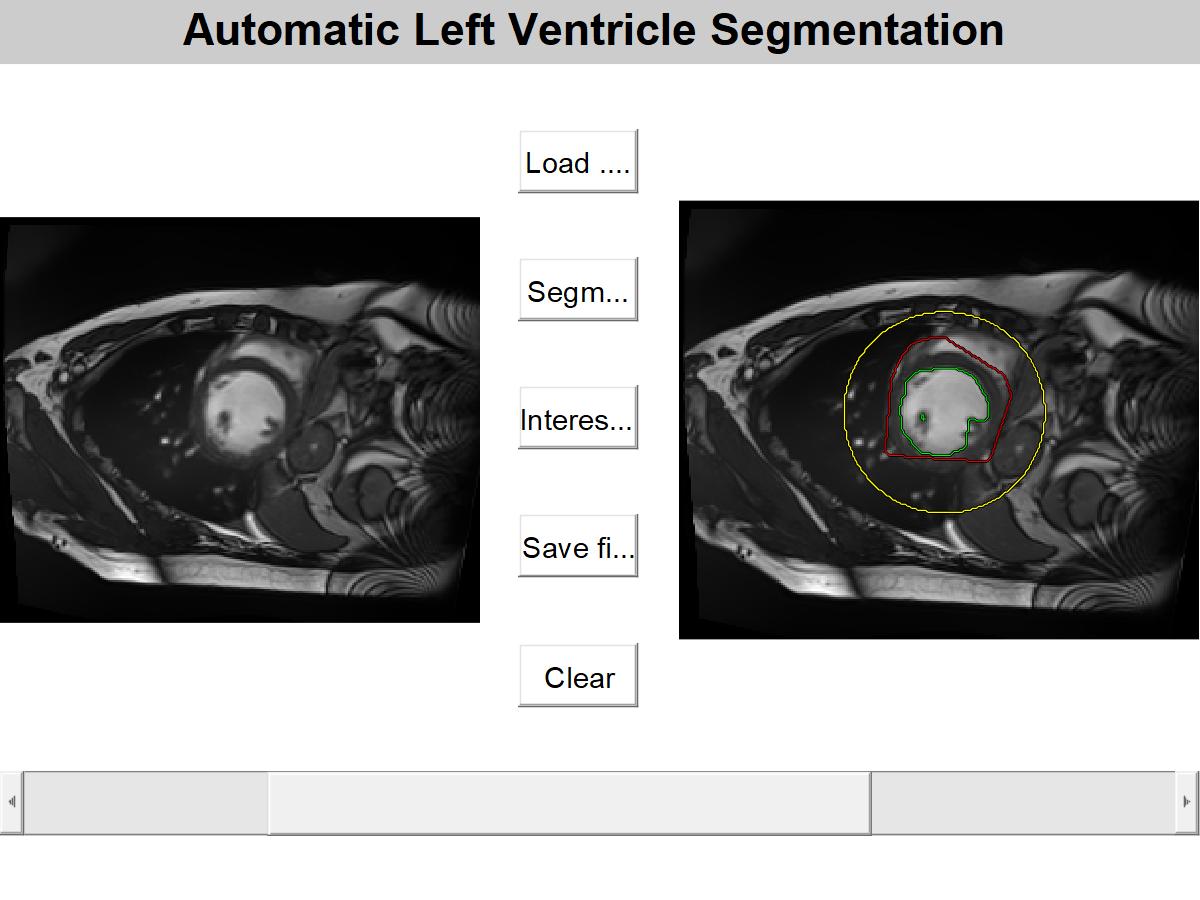 Automatic Left Ventricle Segmentation
Load ....
Segm...
Interes...
Save fi...
Clear